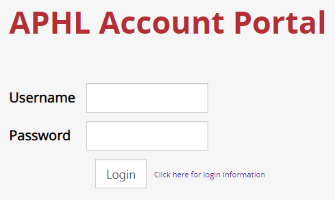 APHL Account Portal
Username
Password
Login Click here for login information